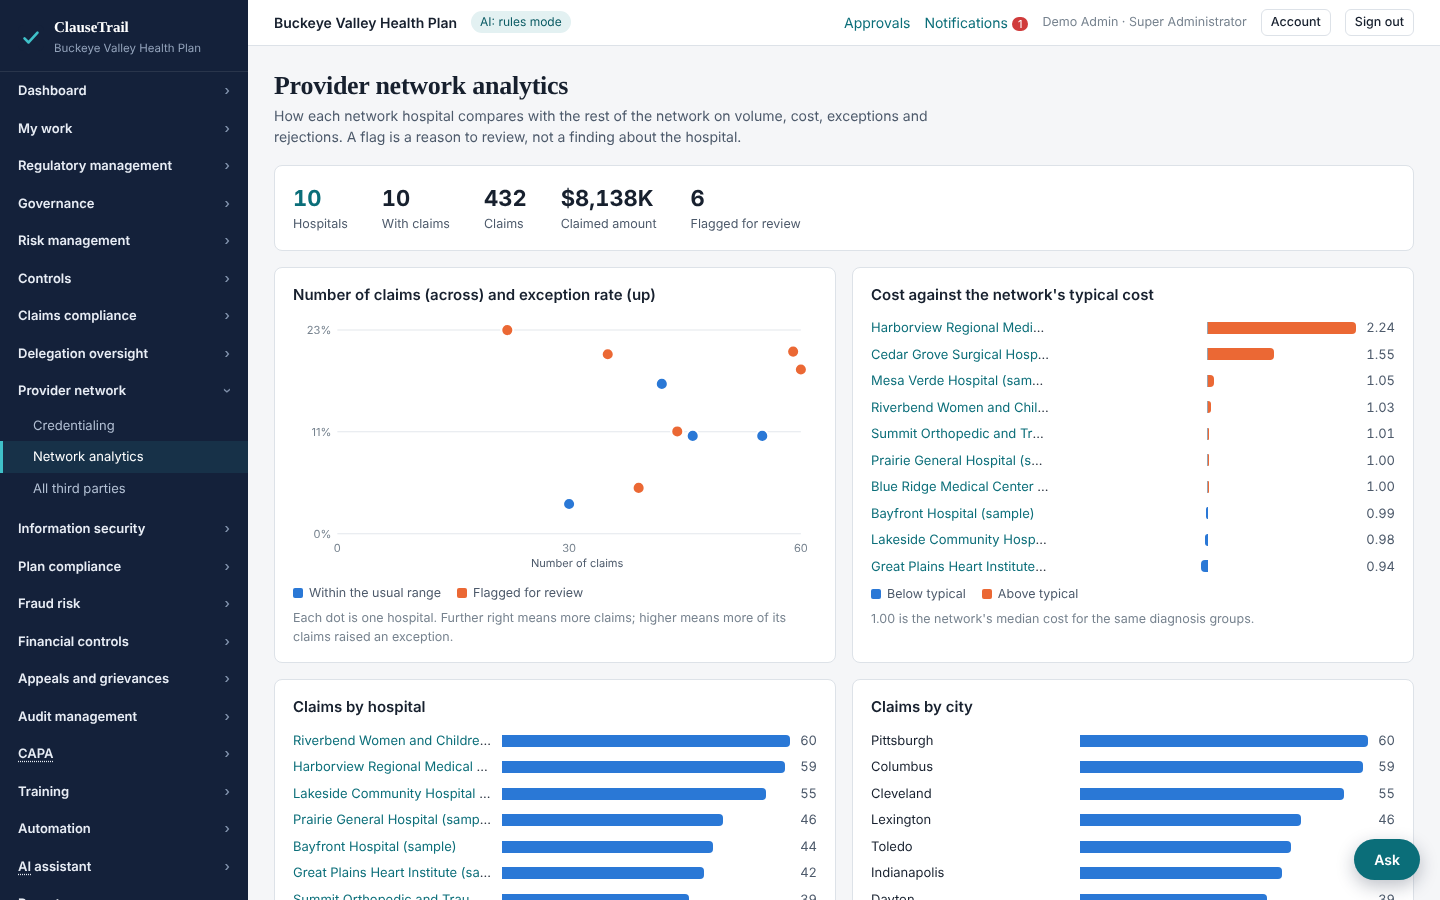 ClauseTrail
Buckeye Valley Health Plan
Dashboard
My work
Regulatory management
Governance
Risk management
Controls
Claims compliance
Delegation oversight
Provider network
Credentialing
Network analytics
All third parties
Information security
Plan compliance
Fraud risk
Financial controls
Appeals and grievances
Audit management
CAPA
Training
Automation
AI assistant
Buckeye Valley Health Plan
AI: rules mode
Approvals
Notifications 1
Demo Admin · Super Administrator
Account
Sign out
Provider network analytics
How each network hospital compares with the rest of the network on volume, cost, exceptions and
rejections. A flag is a reason to review, not a finding about the hospital.
10
Hospitals
10
With claims
432
Claims
$8,138K
Claimed amount
6
Flagged for review
Number of claims (across) and exception rate (up)
23%
11%
0%
0
30
60
Number of claims
Within the usual range
Flagged for review
Each dot is one hospital. Further right means more claims; higher means more of its
claims raised an exception.
Cost against the network's typical cost
Harborview Regional Medi... 2.24
Cedar Grove Surgical Hosp... 1.55
Mesa Verde Hospital (sam... 1.05
Riverbend Women and Chil... 1.03
Summit Orthopedic and Tr... 1.01
Prairie General Hospital (s... 1.00
Blue Ridge Medical Center ... 1.00
Bayfront Hospital (sample) 0.99
Lakeside Community Hosp... 0.98
Great Plains Heart Institute... 0.94
Below typical
Above typical
1.00 is the network's median cost for the same diagnosis groups.
Claims by hospital
Riverbend Women and Childre... 60
Harborview Regional Medical ... 59
Lakeside Community Hospital ... 55
Prairie General Hospital (samp... 46
Bayfront Hospital (sample) 44
Great Plains Heart Institute (sa... 42
Summit Orthopedic and Trau... 39
Claims by city
Pittsburgh 60
Columbus 59
Cleveland 55
Lexington 46
Toledo
Indianapolis
Dayton 39
Ask